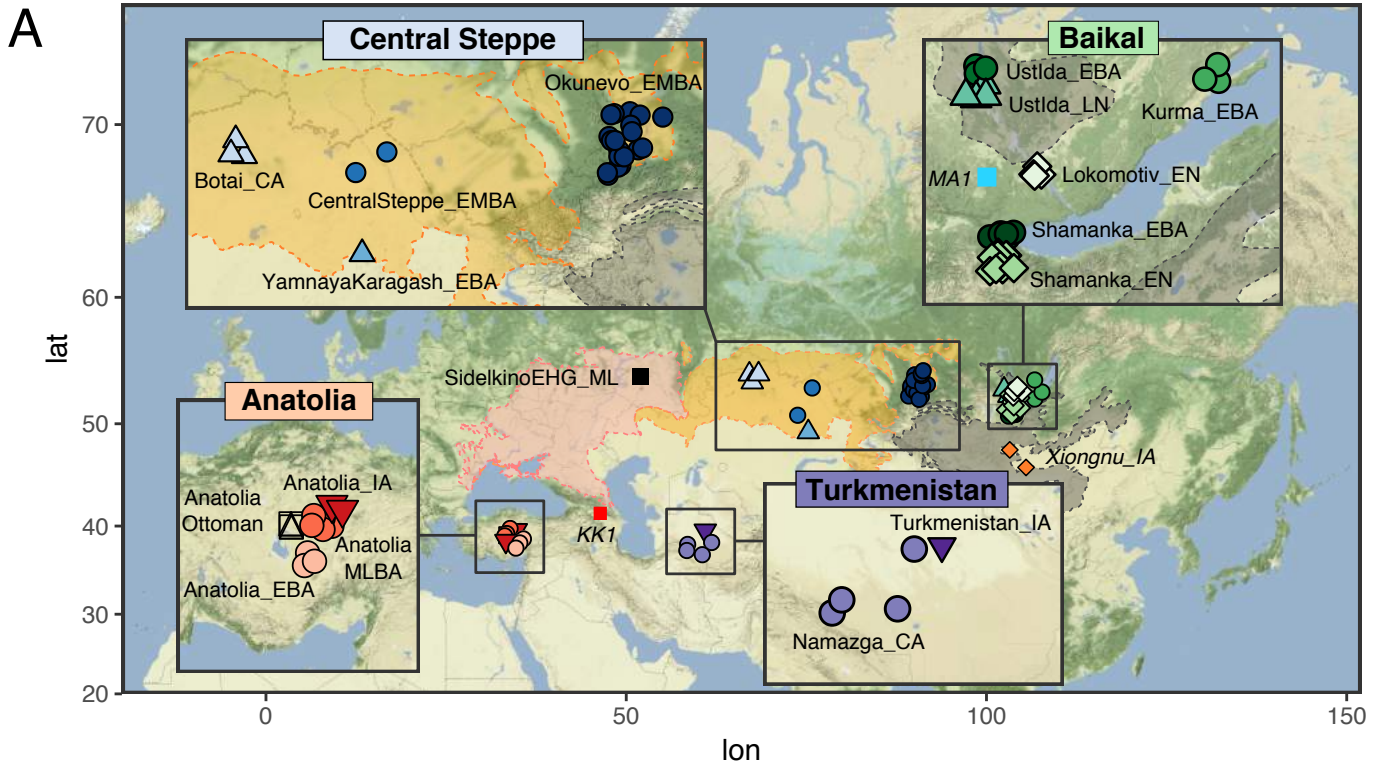 A
Central Steppe
Okunevo_EMBA
Botai_CA
CentralSteppe_EMBA
YamnayaKaragash_EBA
Baikal
UstIda_EBA
UstIda_LN
Kurma_EBA
MA1
Lokomotiv_EN
Shamanka_EBA
Shamanka_EN
SidelkinoEHG_ML
Anatolia
Anatolia_IA
Anatolia
Ottoman
Anatolia
MLBA
Anatolia_EBA
KK1
Xiongnu_IA
Turkmenistan
Turkmenistan_IA
Namazga_CA
lat
70
60
50
40
30
20
0
50
100
150
lon